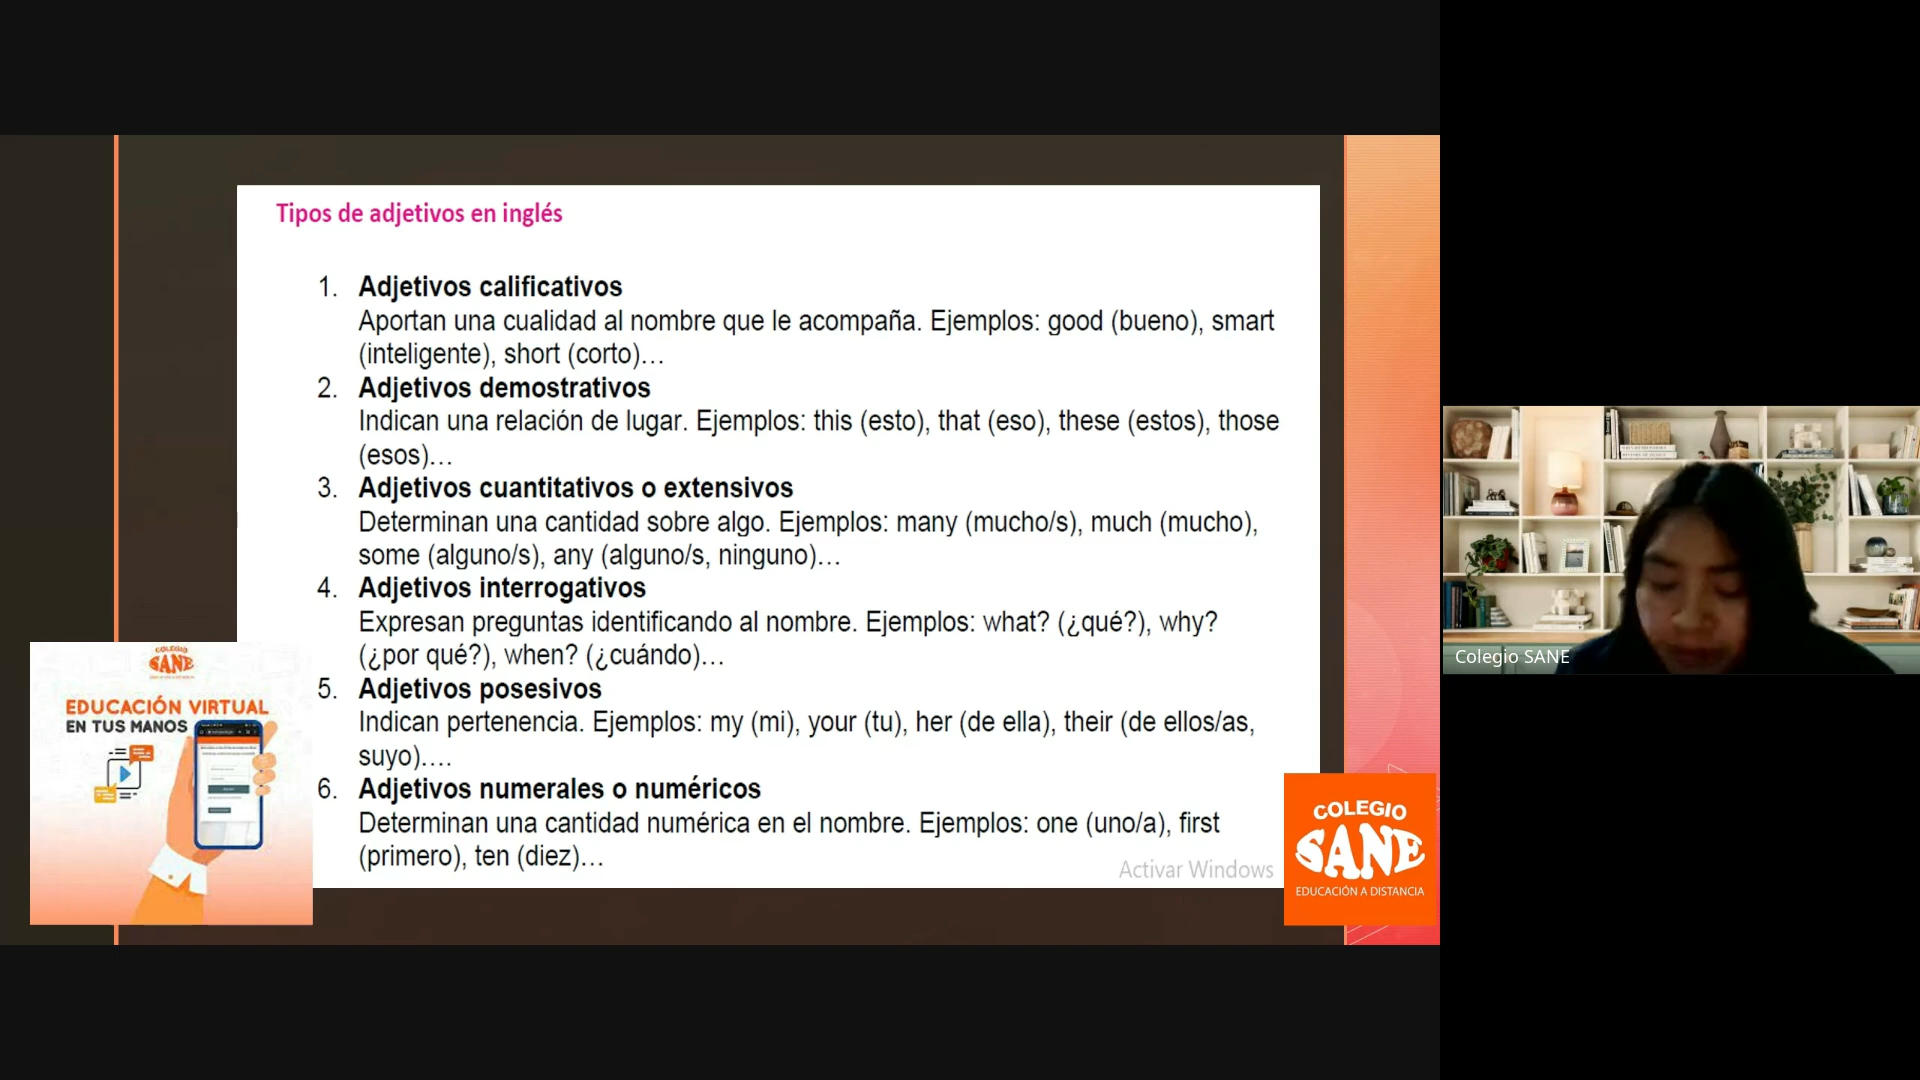 Tipos de adjetivos en inglés
1. Adjetivos calificativos
Aportan una cualidad al nombre que le acompaña. Ejemplos: good (bueno), smart
(inteligente), short (corto)…
2. Adjetivos demostrativos
Indican una relación de lugar. Ejemplos: this (esto), that (eso), these (estos), those
(esos)…
3. Adjetivos cuantitativos o extensivos
Determinan una cantidad sobre algo. Ejemplos: many (mucho/s), much (mucho),
some (alguno/s), any (alguno/s, ninguno)…
4. Adjetivos interrogativos
Expresan preguntas identificando al nombre. Ejemplos: what? (¿qué?), why?
(¿por qué?), when? (¿cuándo)…
5. Adjetivos posesivos
Indican pertenencia. Ejemplos: my (mi), your (tu), her (de ella), their (de ellos/as,
suyo)….
6. Adjetivos numerales o numéricos
Determinan una cantidad numérica en el nombre. Ejemplos: one (uno/a), first
(primero), ten (diez)…
Activar Windows
COLEGIO
SANE
EDUCACIÓN VIRTUAL
EN TUS MANOS
COLEGIO
SANE
EDUCACIÓN A DISTANCIA
Colegio SANE